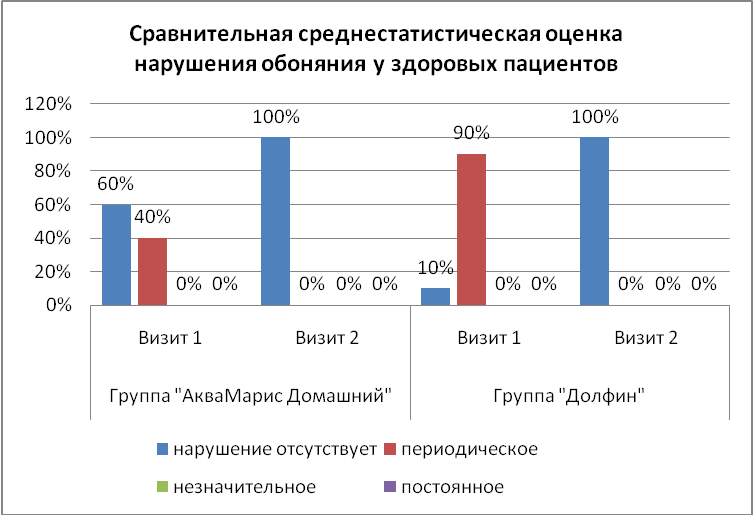 Сравнительная среднестатистическая оценка
нарушения обоняния у здоровых пациентов
120%
100%
80%
60%
40%
20%
0%
60%
40%
0% 0%
100%
0% 0% 0%
10%
90%
0% 0%
100%
0% 0% 0%
Визит 1 Визит 2 Визит 1 Визит 2
Группа "АкваМарис Домашний" Группа "Долфин"
нарушение отсутствует периодическое
незначительное постоянное